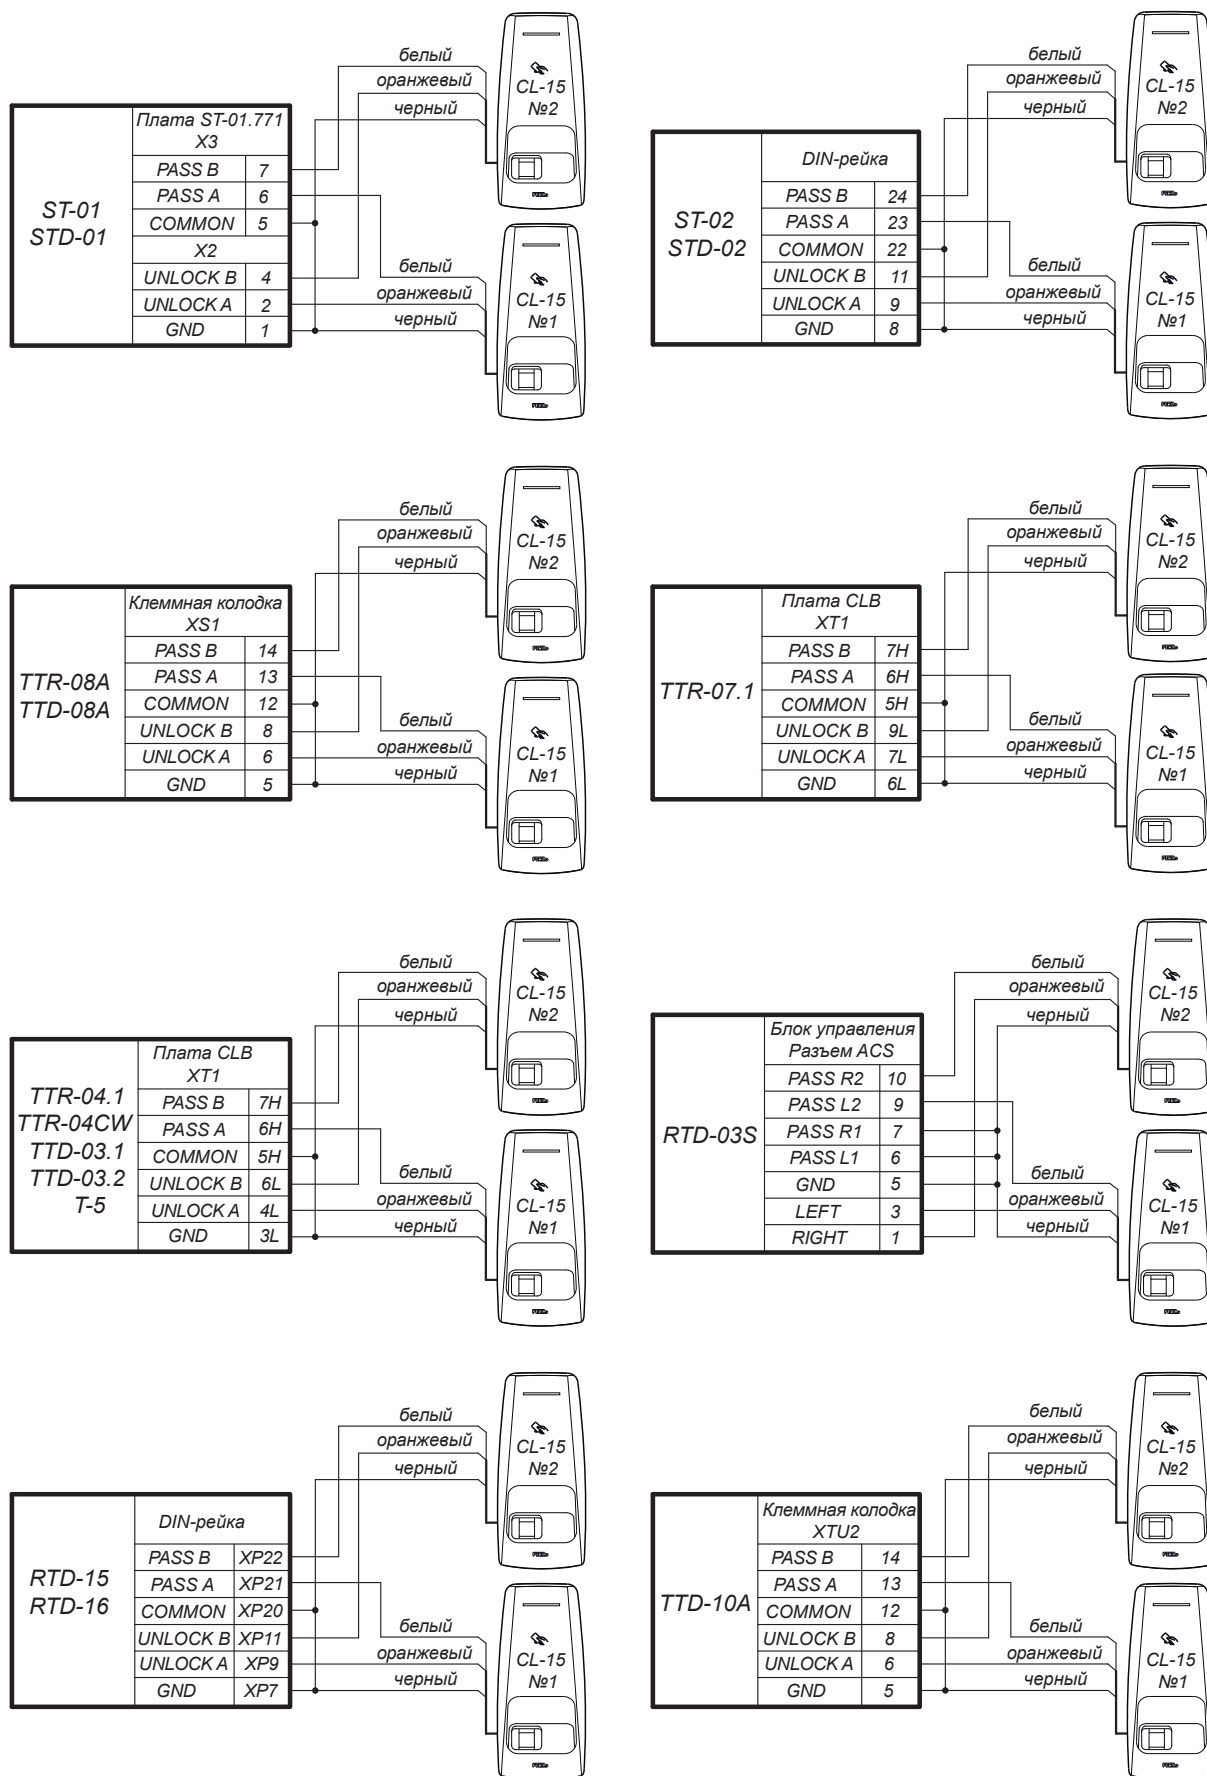 белый
оранжевый
черный
CL-15
№2
Плата ST-01.771
X3
ST-01
STD-01
PASS B 7
PASS A 6
COMMON 5
X2
UNLOCK B 4
UNLOCK A 2
GND 1
белый
оранжевый
черный
CL-15
№1
белый
оранжевый
черный
CL-15
№2
DIN-рейка
ST-02
STD-02
PASS B 24
PASS A 23
COMMON 22
UNLOCK B 11
UNLOCK A 9
GND 8
белый
оранжевый
черный
CL-15
№1
белый
оранжевый
черный
CL-15
№2
Клеммная колодка
XS1
TTR-08A
TTD-08A
PASS B 14
PASS A 13
COMMON 12
UNLOCK B 8
UNLOCK A 6
GND 5
белый
оранжевый
черный
CL-15
№1
белый
оранжевый
черный
CL-15
№2
Плата CLB
XT1
TTR-07.1
PASS B 7H
PASS A 6H
COMMON 5H
UNLOCK B 9L
UNLOCK A 7L
GND 6L
белый
оранжевый
черный
CL-15
№1
белый
оранжевый
черный
CL-15
№2
Плата CLB
XT1
TTR-04.1
TTR-04CW
TTD-03.1
TTD-03.2
T-5
PASS B 7H
PASS A 6H
COMMON 5H
UNLOCK B 6L
UNLOCK A 4L
GND 3L
белый
оранжевый
черный
CL-15
№1
белый
оранжевый
черный
CL-15
№2
Блок управления
Разъем ACS
RTD-03S
PASS R2 10
PASS L2 9
PASS R1 7
PASS L1 6
GND 5
LEFT 3
RIGHT 1
белый
оранжевый
черный
CL-15
№1
белый
оранжевый
черный
CL-15
№2
DIN-рейка
RTD-15
RTD-16
PASS B XP22
PASS A XP21
COMMON XP20
UNLOCK B XP11
UNLOCK A XP9
GND XP7
белый
оранжевый
черный
CL-15
№1
белый
оранжевый
черный
CL-15
№2
Клеммная колодка
XTU2
TTD-10A
PASS B 14
PASS A 13
COMMON 12
UNLOCK B 8
UNLOCK A 6
GND 5
белый
оранжевый
черный
CL-15
№1